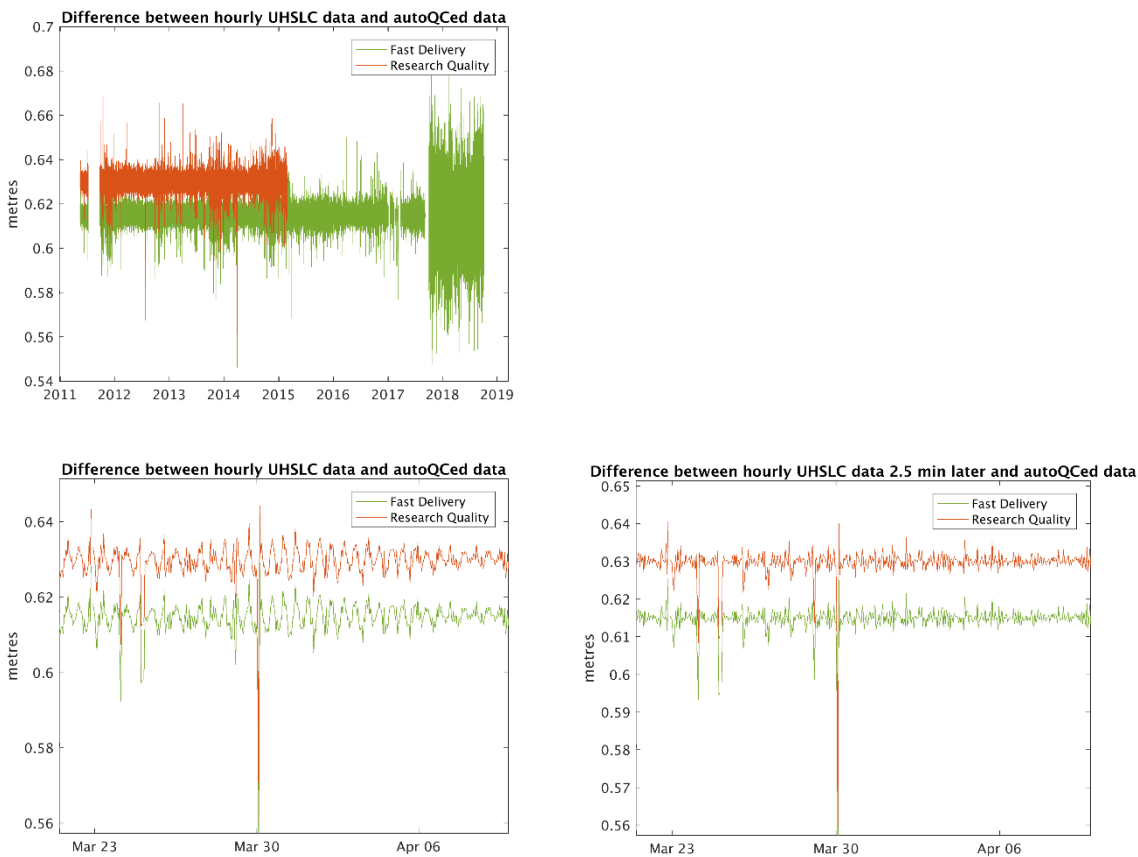 Difference between hourly UHSLC data and autoQCed data
0.7
0.68
0.66
0.64
0.62
0.6
0.58
0.56
0.54
metres
Fast Delivery
Research Quality
2011 2012 2013 2014 2015 2016 2017 2018 2019
Difference between hourly UHSLC data and autoQCed data
0.64
0.62
0.6
0.58
0.56
metres
Fast Delivery
Research Quality
Mar 23 Mar 30 Apr 06
Difference between hourly UHSLC data 2.5 min later and autoQCed data
0.65
0.64
0.63
0.62
0.61
0.6
0.59
0.58
0.57
0.56
metres
Fast Delivery
Research Quality
Mar 23 Mar 30 Apr 06